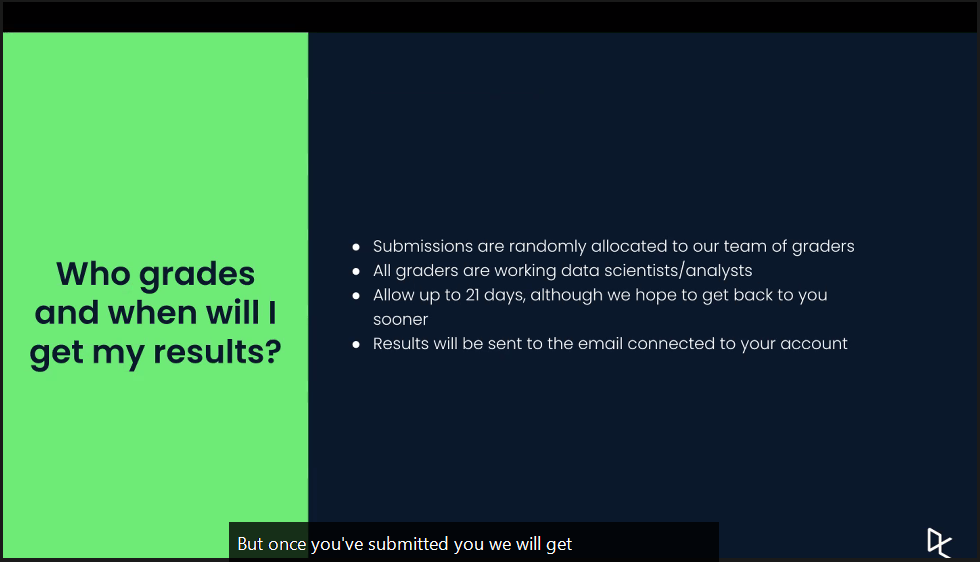 Who grades
and when will I
get my results?
● Submissions are randomly allocated to our team of graders
● All graders are working data scientists/analysts
● Allow up to 21 days, although we hope to get back to you
sooner
● Results will be sent to the email connected to your account
But once you've submitted you we will get